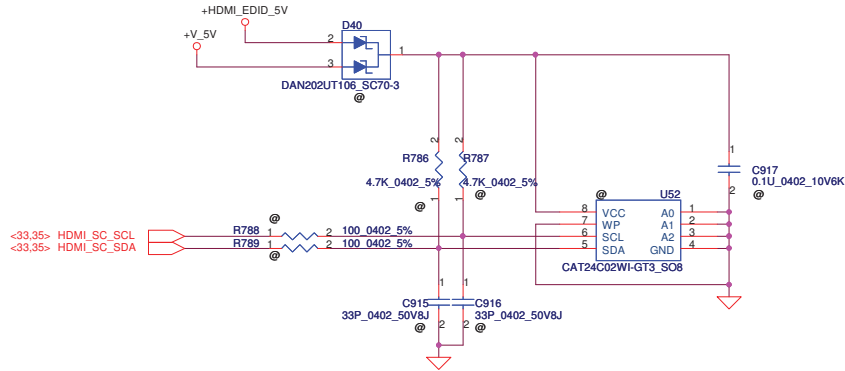 +HDMI_EDID_5V
+V_5V
D40
2
1
3
DAN202UT106_SC70-3
@
2
2
R786
R787
4.7K_0402_5%
4.7K_0402_5%
1
1
@
@
1
C917
0.1U_0402_10V6K
2
@
@
U52
8
VCC
A0
1
7
WP
A1
2
6
SCL
A2
3
5
SDA
GND
4
CAT24C02WI-GT3_SO8
@
<33,35> HDMI_SC_SCL
R788
1
2
100_0402_5%
<33,35> HDMI_SC_SDA
R789
1
2
100_0402_5%
@
1
1
C915
C916
33P_0402_50V8J
33P_0402_50V8J
@
2
2
@